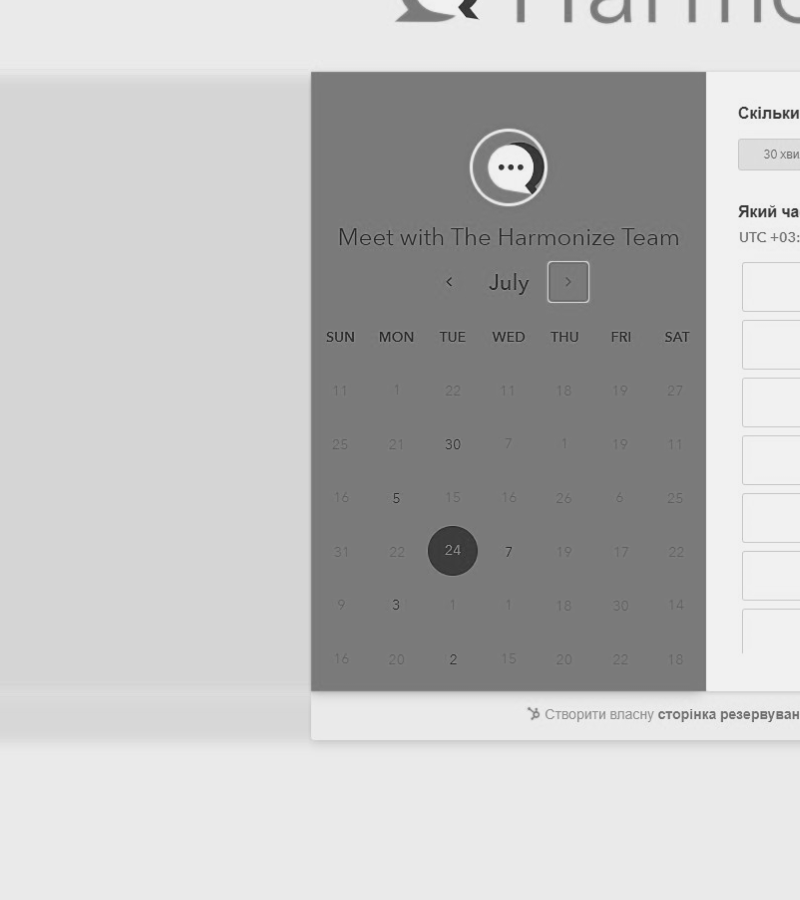 Скільки
30 хви
Meet with The Harmonize Team
Який ча
UTC +03:
July
SUN MON TUE WED THU FRI SAT
11 1 22 11 18 19 27
25 21 30 7 1 19 11
16 5 15 16 26 6 25
31 22 24 7 19 17 22
9 3 1 1 18 30 14
16 20 2 15 20 22 18
Створити власну сторінка резервуван